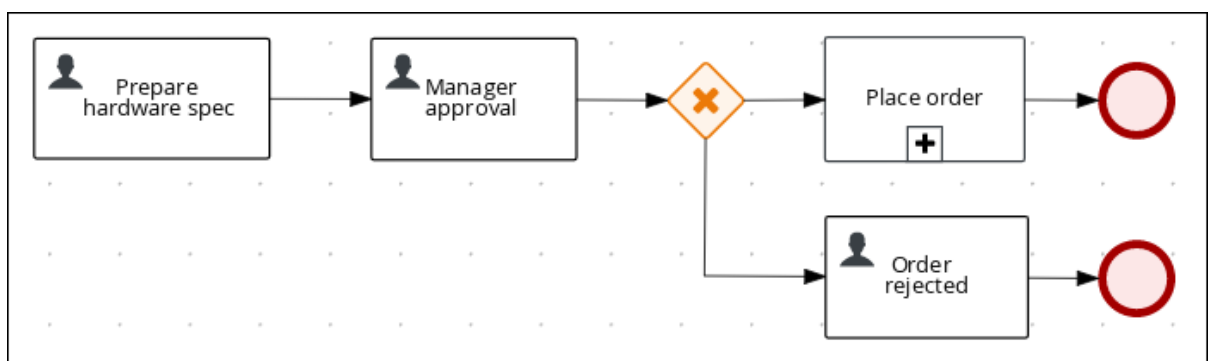 Prepare
hardware spec
Manager
approval
Place order
Order
rejected